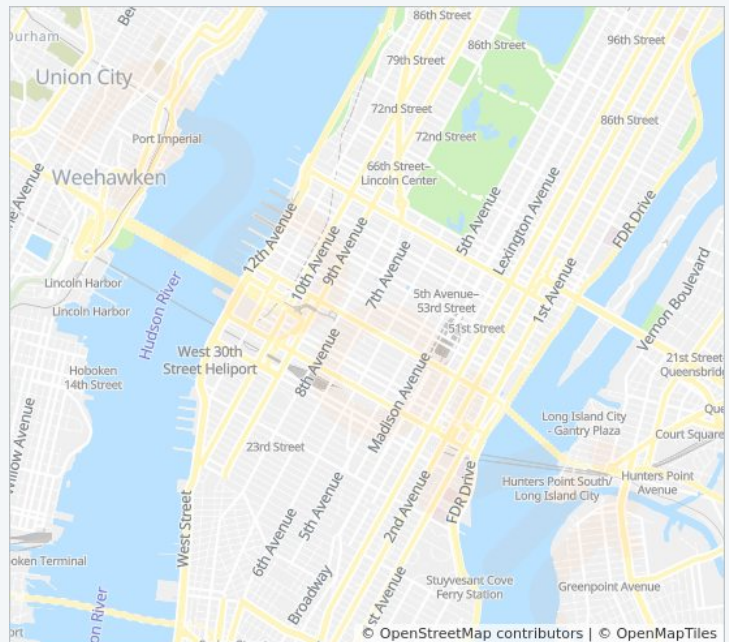 86th Street
Durham
Union City
86th Street
96th Street
79th Street
72nd Street
86th Street
Port Imperial
72nd Street
66th Street–
Lincoln Center
Weehawken
Avenue
12th Avenue
10th Avenue
9th Avenue
7th Avenue
5th Avenue
Lexington Avenue
FDR Drive
1st Avenue
Vernon Boulevard
Lincoln Harbor
Lincoln Harbor
Hudson River
5th Avenue–
53rd Street
51st Street
West 30th
Street Heliport
8th Avenue
21st Street
Queensbrid
Hoboken
14th Street
Madison Avenue
Long Island City
- Gantry Plaza
Court Square
Willow Avenue
23rd Street
Hunters Point South/
Long Island City
Hunters Point
Avenue
FDR Drive
5th Avenue
2nd Avenue
West Street
6th Avenue
oken Terminal
Broadway
st Avenue
Stuyvesant Cove
Ferry Station
Greenpoint Avenue
on River
© OpenStreetMap contributors | © OpenMapTiles